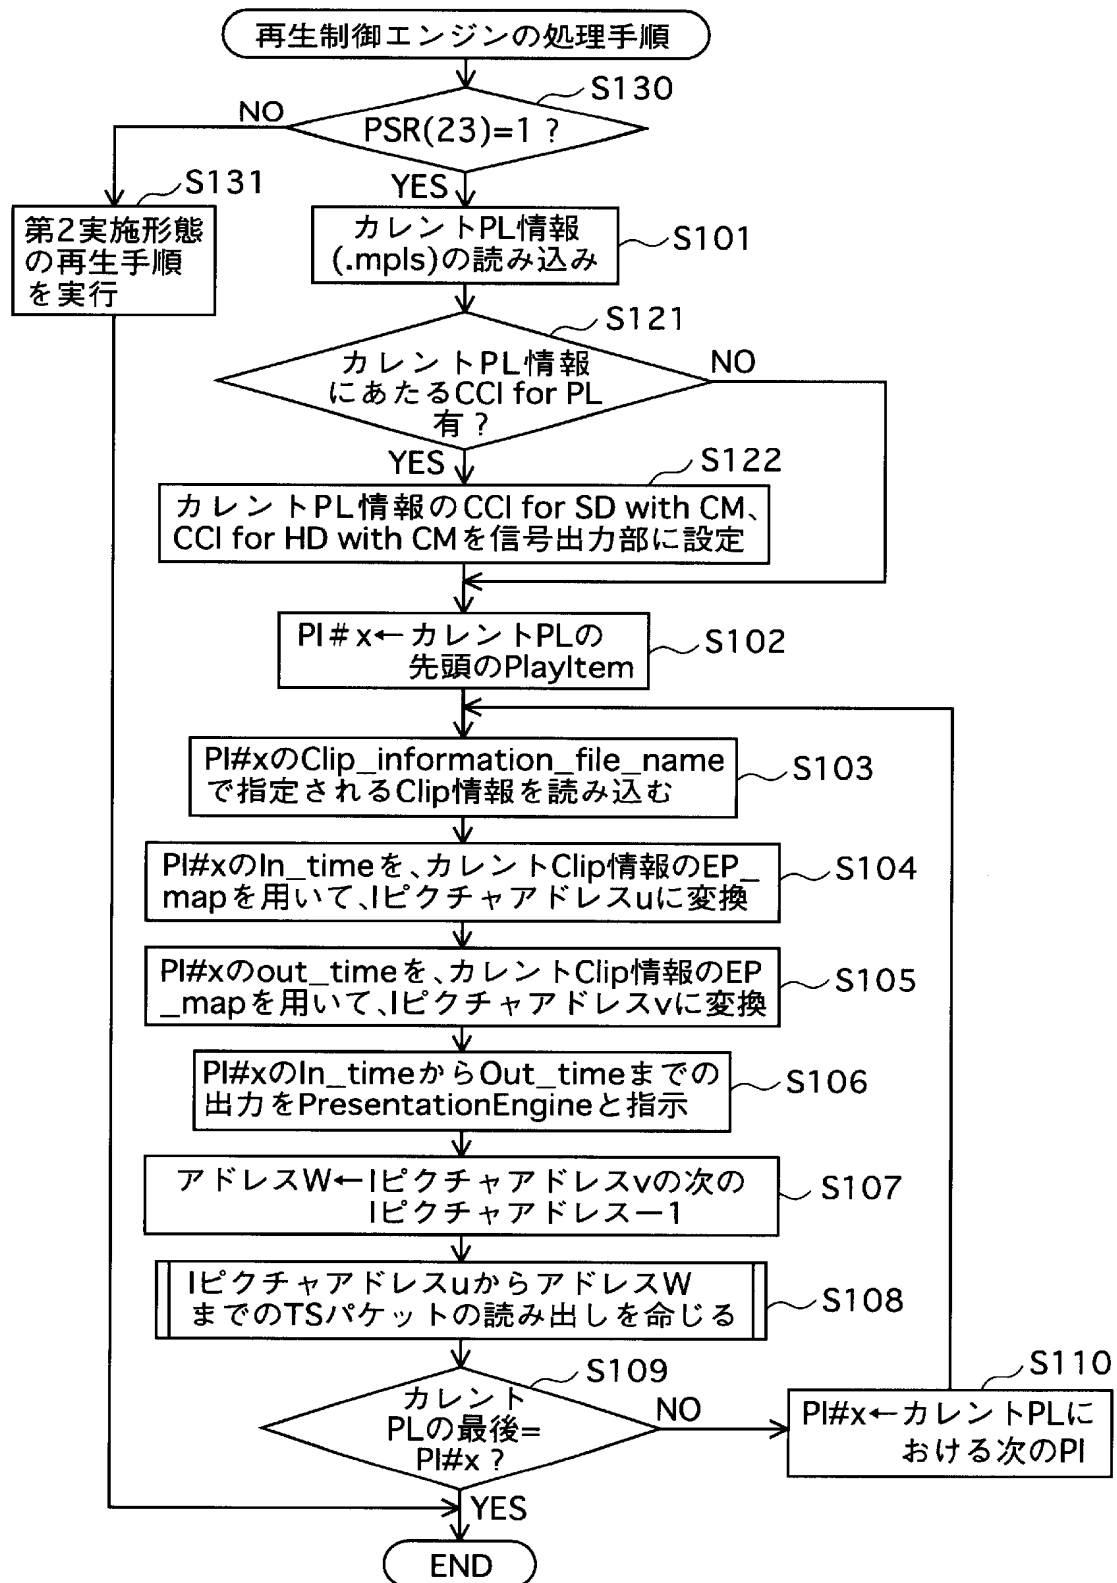 再生制御エンジンの処理手順
S130
NO
PSR(23)=1 ?
YES
S131
第2実施形態
の再生手順
を実行
カレントPL情報
(.mpls)の読み込み
S101
S121
カレントPL情報
にあたるCCI for PL
有?
NO
YES
S122
カレントPL情報のCCI for SD with CM、
CCI for HD with CMを信号出力部に設定
PI#x←カレントPLの
先頭のPlayItem
S102
PI#xのClip_information_file_name
で指定されるClip情報を読み込む
S103
PI#xのIn_timeを、カレントClip情報のEP_
mapを用いて、Iピクチャアドレスuに変換
S104
PI#xのout_timeを、カレントClip情報のEP
_mapを用いて、Iピクチャアドレスvに変換
S105
PI#xのIn_timeからOut_timeまでの
出力をPresentationEngineと指示
S106
アドレスW←Iピクチャアドレスvの次の
Iピクチャアドレスー1
S107
IピクチャアドレスuからアドレスW
までのTSパケットの読み出しを命じる
S108
S109
カレント
PLの最後=
PI#x ?
NO
S110
PI#x←カレントPLに
おける次のPI
YES
END